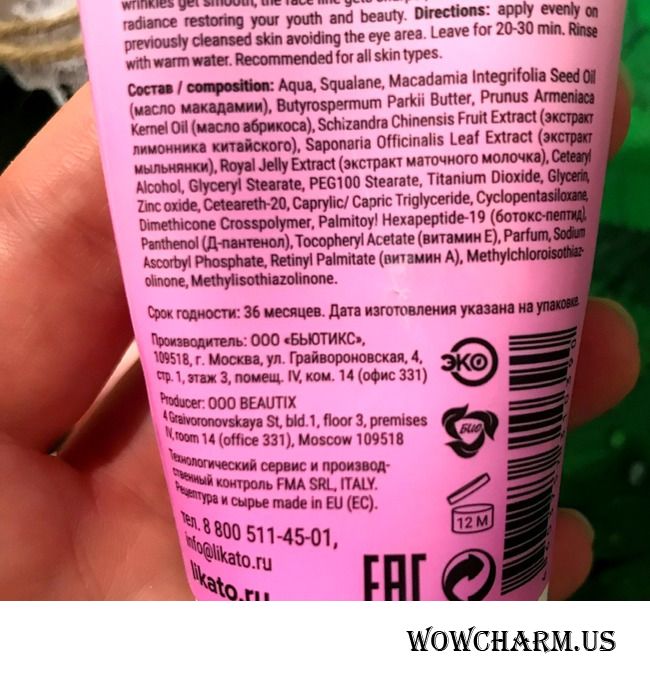 wrinkles get smooth, the face line gets
radiance restoring your youth and beauty. Directions: apply evenly on
previously cleansed skin avoiding the eye area. Leave for 20-30 min. Rinse
with warm water. Recommended for all skin types.
Состав / composition: Aqua, Squalane, Macadamia Integrifolia Seed Oil
(масло макадамии), Butyrospermum Parkii Butter, Prunus Armeniaca
Kernel Oil (масло абрикоса), Schizandra Chinensis Fruit Extract (экстракт
лимонника китайского), Saponaria Officinalis Leaf Extract (экстракт
мыльнянки), Royal Jelly Extract (экстракт маточного молочка), Cetearyl
Alcohol, Glyceryl Stearate, PEG100 Stearate, Titanium Dioxide, Glycerin,
Zinc oxide, Ceteareth-20, Caprylic/ Capric Triglyceride, Cyclopentasiloxane,
Dimethicone Crosspolymer, Palmitoyl Hexapeptide-19 (ботокс-пептид),
Panthenol (Д-пантенол), Tocopheryl Acetate (витамин Е), Parfum, Sodium
Ascorbyl Phosphate, Retinyl Palmitate (витамин А), Methylchloroisothiaz-
olinone, Methylisothiazolinone.
Срок годности: 36 месяцев. Дата изготовления указана на упаковке.
Производитель: ООО «БЬЮТИКС»,
109518, г. Москва, ул. Грайвороновская, 4,
стр. 1, этаж 3, помещ. IV, ком. 14 (офис 331)
ЭКО
Producer: ООО BEAUTIX
4 Graivoronovskaya St, bld.1, floor 3, premises
IV, room 14 (office 331), Moscow 109518
БИО
Технологический сервис и производ-
ственный контроль FMA SRL, ITALY.
Рецептура и сырье made in EU (EC).
12 M
тел. 8 800 511-45-01,
info@likato.ru
likato.ru
EAC
WOWCHARM.US